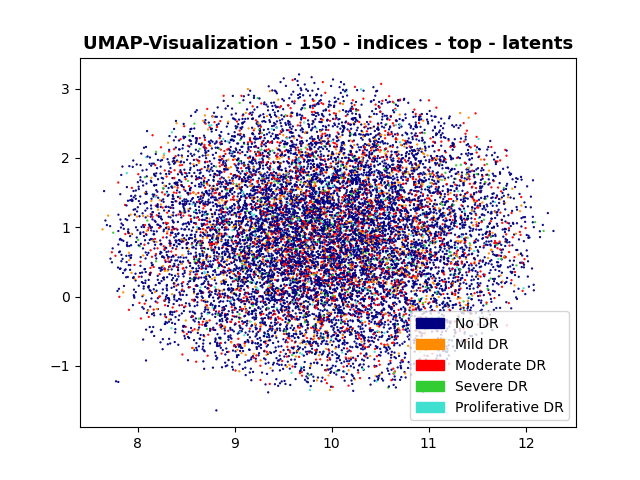 UMAP-Visualization - 150 - indices - top - latents
3
2
1
0
−1
8
9
10
11
12
No DR
Mild DR
Moderate DR
Severe DR
Proliferative DR